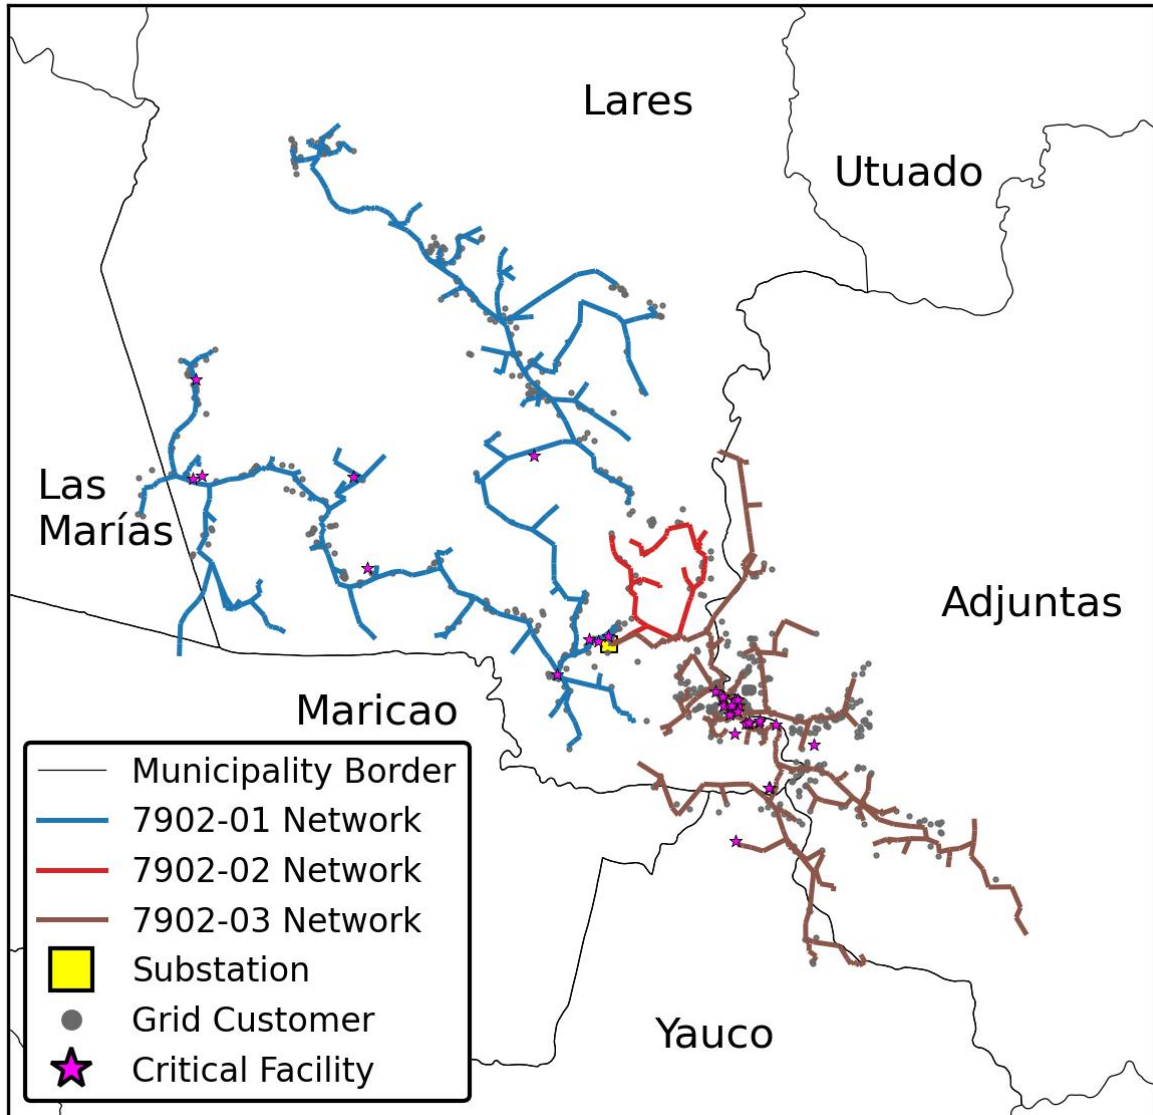 Lares
Utuado
Las
Marías
Adjuntas
Maricao
Municipality Border
7902-01 Network
7902-02 Network
7902-03 Network
Substation
Grid Customer
Critical Facility
Yauco